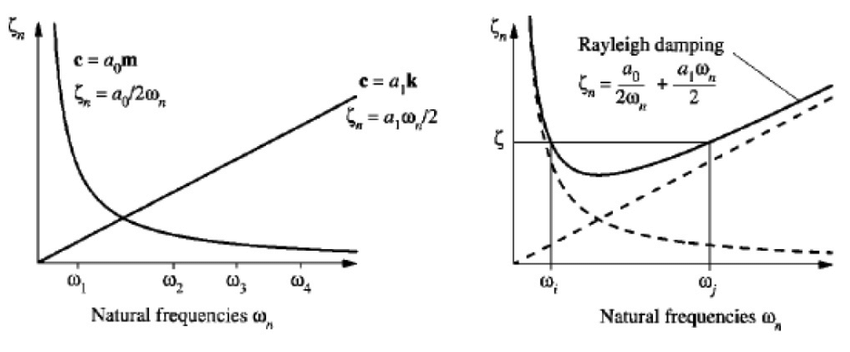 ζₙ
c = a₀m
ζₙ = a₀/2ωₙ
c = a₁k
ζₙ = a₁ωₙ/2
ω₁ ω₂ ω₃ ω₄
Natural frequencies ωₙ
ζₙ
Rayleigh damping
ζₙ = a₀/2ωₙ + a₁ωₙ/2
ζ
ωᵢ ωⱼ
Natural frequencies ωₙ